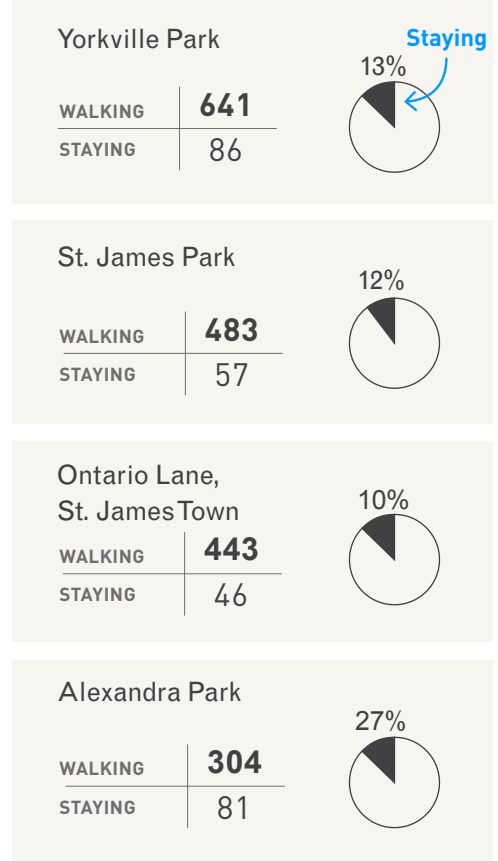 Yorkville Park
Staying
13%
WALKING 641
STAYING 86
St. James Park
12%
WALKING 483
STAYING 57
Ontario Lane,
St. James Town
10%
WALKING 443
STAYING 46
Alexandra Park
27%
WALKING 304
STAYING 81